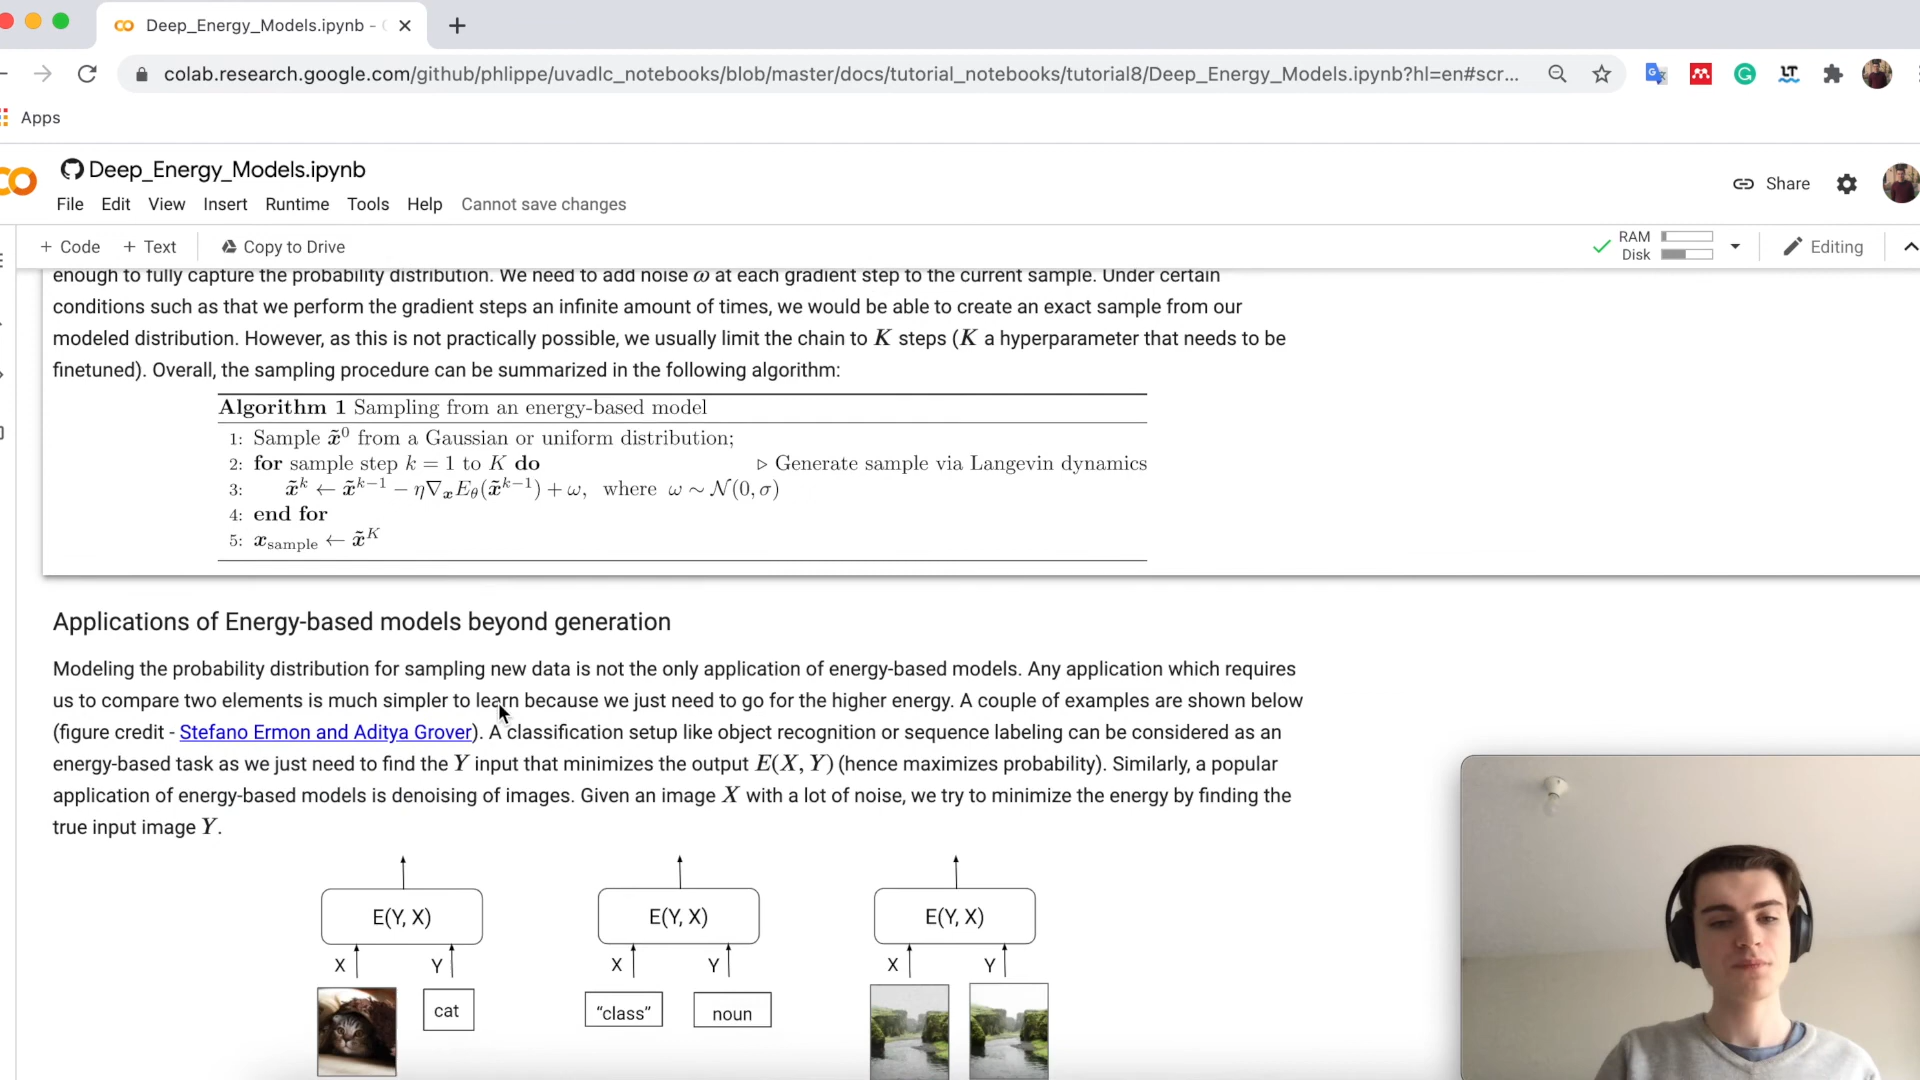 Deep_Energy_Models.ipynb - 
colab.research.google.com/github/phlippe/uvadlc_notebooks/blob/master/docs/tutorial_notebooks/tutorial8/Deep_Energy_Models.ipynb?hl=en#scr...
Apps
Deep_Energy_Models.ipynb
Share
File Edit View Insert Runtime Tools Help Cannot save changes
+ Code + Text Copy to Drive RAM Disk Editing
enough to fully capture the probability distribution. We need to add noise ω at each gradient step to the current sample. Under certain
conditions such as that we perform the gradient steps an infinite amount of times, we would be able to create an exact sample from our
modeled distribution. However, as this is not practically possible, we usually limit the chain to K steps (K a hyperparameter that needs to be
finetuned). Overall, the sampling procedure can be summarized in the following algorithm:
Algorithm 1 Sampling from an energy-based model
1: Sample x̃⁰ from a Gaussian or uniform distribution;
2: for sample step k = 1 to K do ▷ Generate sample via Langevin dynamics
3: x̃ᵏ ← x̃ᵏ⁻¹ − η∇ₓE_θ(x̃ᵏ⁻¹) + ω, where ω ∼ 𝒩(0, σ)
4: end for
5: x_sample ← x̃ᴷ
Applications of Energy-based models beyond generation
Modeling the probability distribution for sampling new data is not the only application of energy-based models. Any application which requires
us to compare two elements is much simpler to learn because we just need to go for the higher energy. A couple of examples are shown below
(figure credit - Stefano Ermon and Aditya Grover). A classification setup like object recognition or sequence labeling can be considered as an
energy-based task as we just need to find the Y input that minimizes the output E(X, Y) (hence maximizes probability). Similarly, a popular
application of energy-based models is denoising of images. Given an image X with a lot of noise, we try to minimize the energy by finding the
true input image Y.
E(Y, X) E(Y, X) E(Y, X)
X Y X Y X Y
cat "class" noun